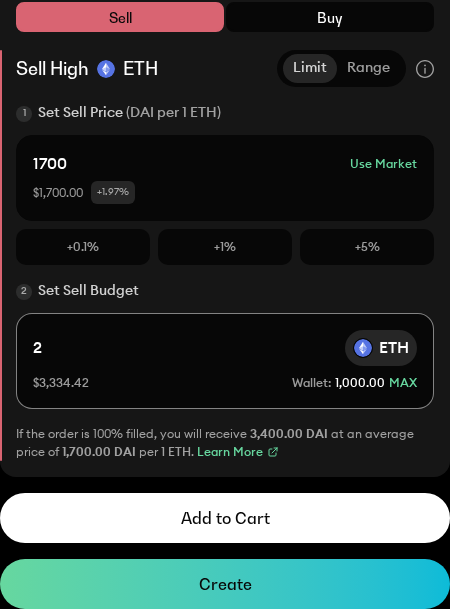 Sell Buy
Sell High ETH Limit Range
1 Set Sell Price (DAI per 1 ETH)
1700 Use Market
$1,700.00 +1.97%
+0.1% +1% +5%
2 Set Sell Budget
2 ETH
$3,334.42 Wallet: 1,000.00 MAX
If the order is 100% filled, you will receive 3,400.00 DAI at an average
price of 1,700.00 DAI per 1 ETH. Learn More
Add to Cart
Create